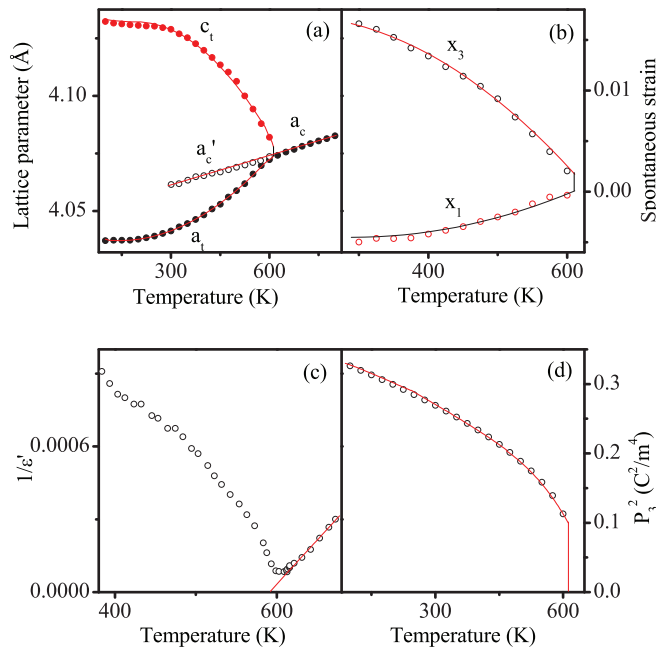 (a)
c_t
a_c'
a_c
a_t
4.10
4.05
Lattice parameter (Å)
300
600
Temperature (K)
(b)
x_3
x_1
0.01
0.00
Spontaneous strain
400
600
Temperature (K)
(c)
0.0006
0.0000
1/ε'
400
600
Temperature (K)
(d)
0.3
0.2
0.1
0.0
P_3^2 (C^2/m^4)
300
600
Temperature (K)